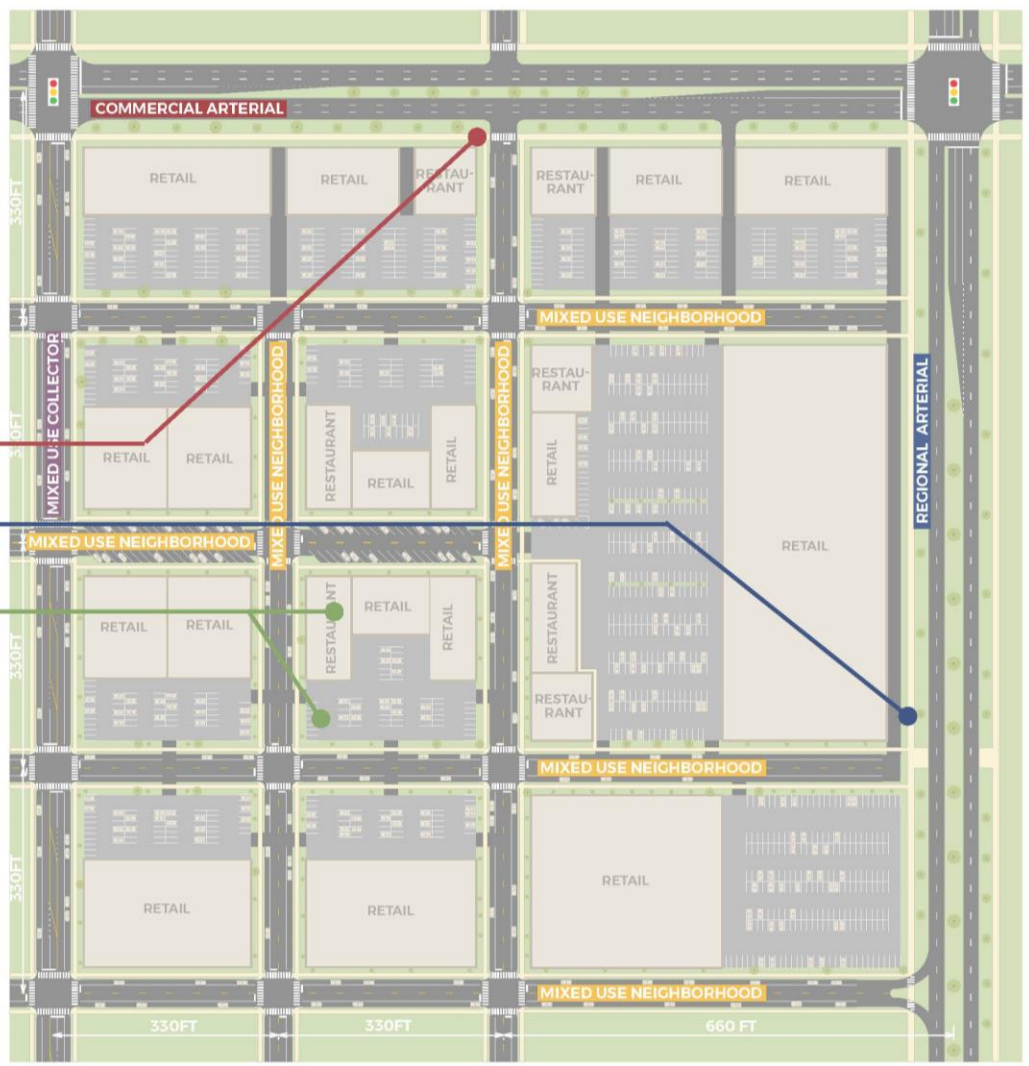 COMMERCIAL ARTERIAL
RETAIL
RETAIL
RESTAU-
RANT
RESTAU-
RANT
RETAIL
RETAIL
330FT
MIXED USE NEIGHBORHOOD
MIXED USE COLLECTOR
MIXED USE NEIGHBORHOOD
MIXED USE NEIGHBORHOOD
REGIONAL ARTERIAL
330FT
RETAIL
RETAIL
RESTAURANT
RETAIL
RETAIL
RESTAU-
RANT
RETAIL
RETAIL
MIXED USE NEIGHBORHOOD
330FT
RETAIL
RETAIL
RESTAURANT
RETAIL
RETAIL
RESTAURANT
RESTAU-
RANT
MIXED USE NEIGHBORHOOD
330FT
RETAIL
RETAIL
RETAIL
MIXED USE NEIGHBORHOOD
330FT
330FT
660 FT